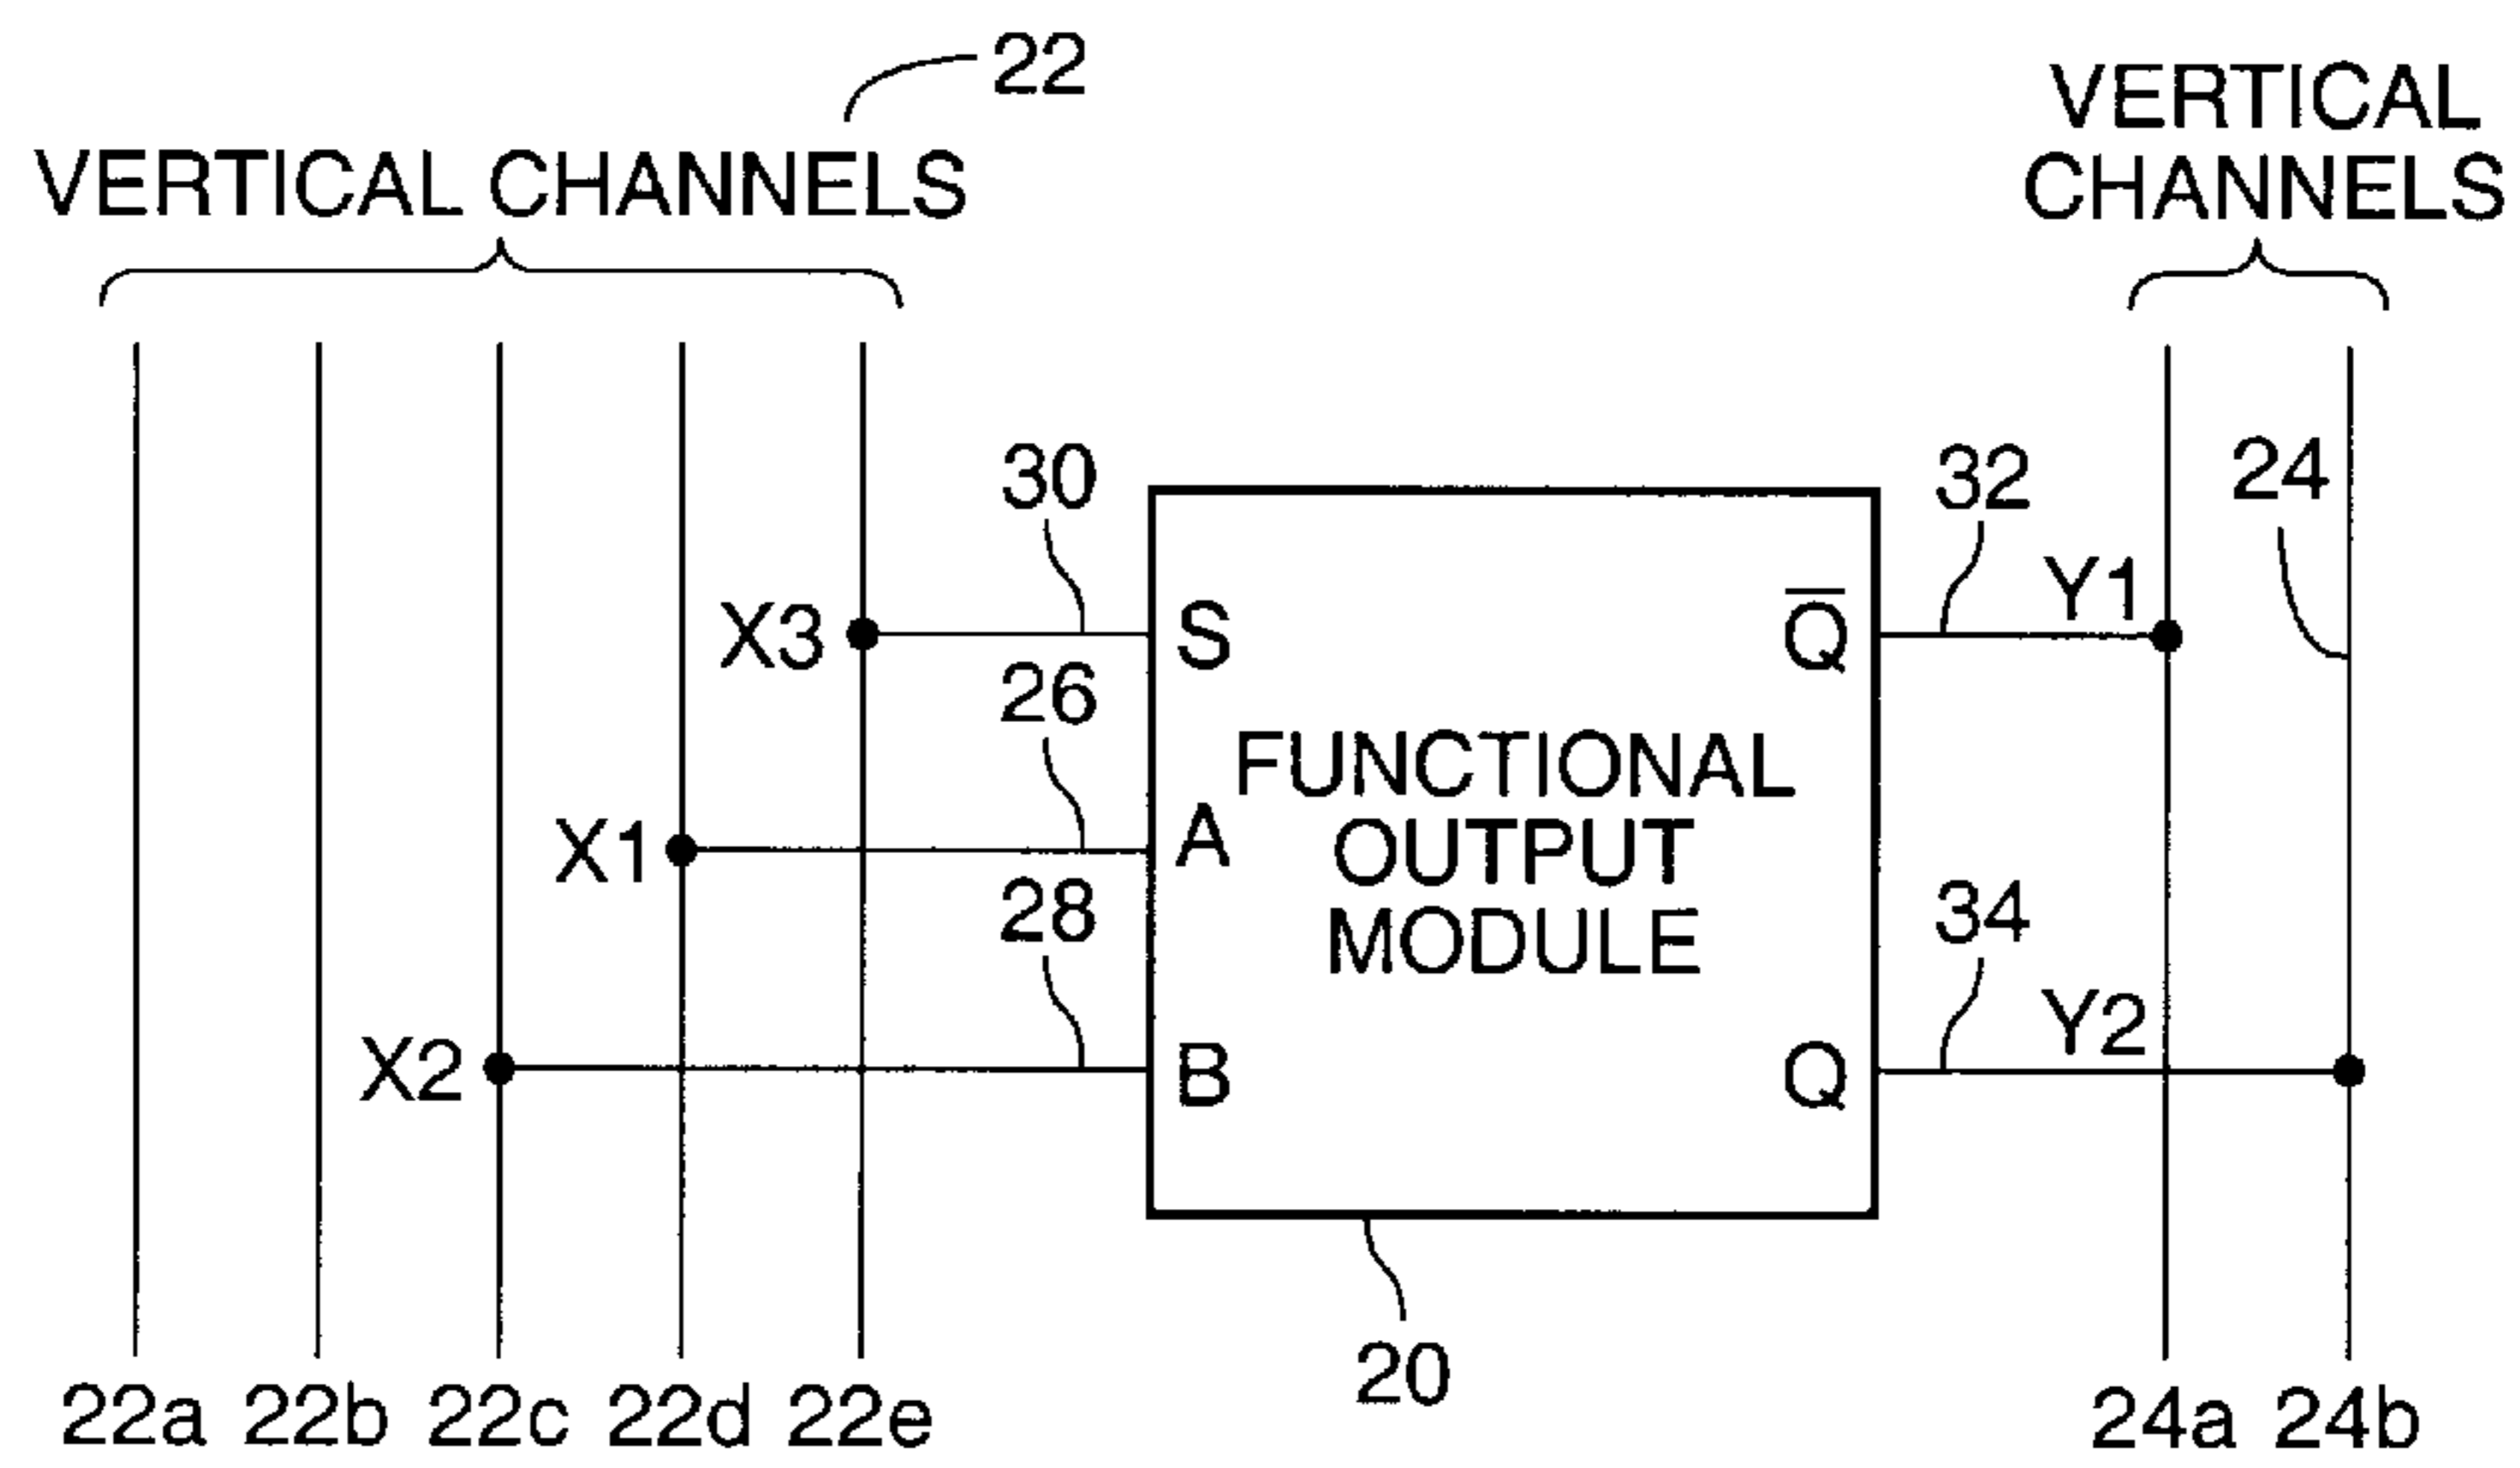 22
VERTICAL CHANNELS
VERTICAL
CHANNELS
30
32
24
X3
S
Q̅
Y1
26
X1
A
FUNCTIONAL
OUTPUT
MODULE
28
34
X2
B
Q
Y2
20
22a 22b 22c 22d 22e
24a 24b